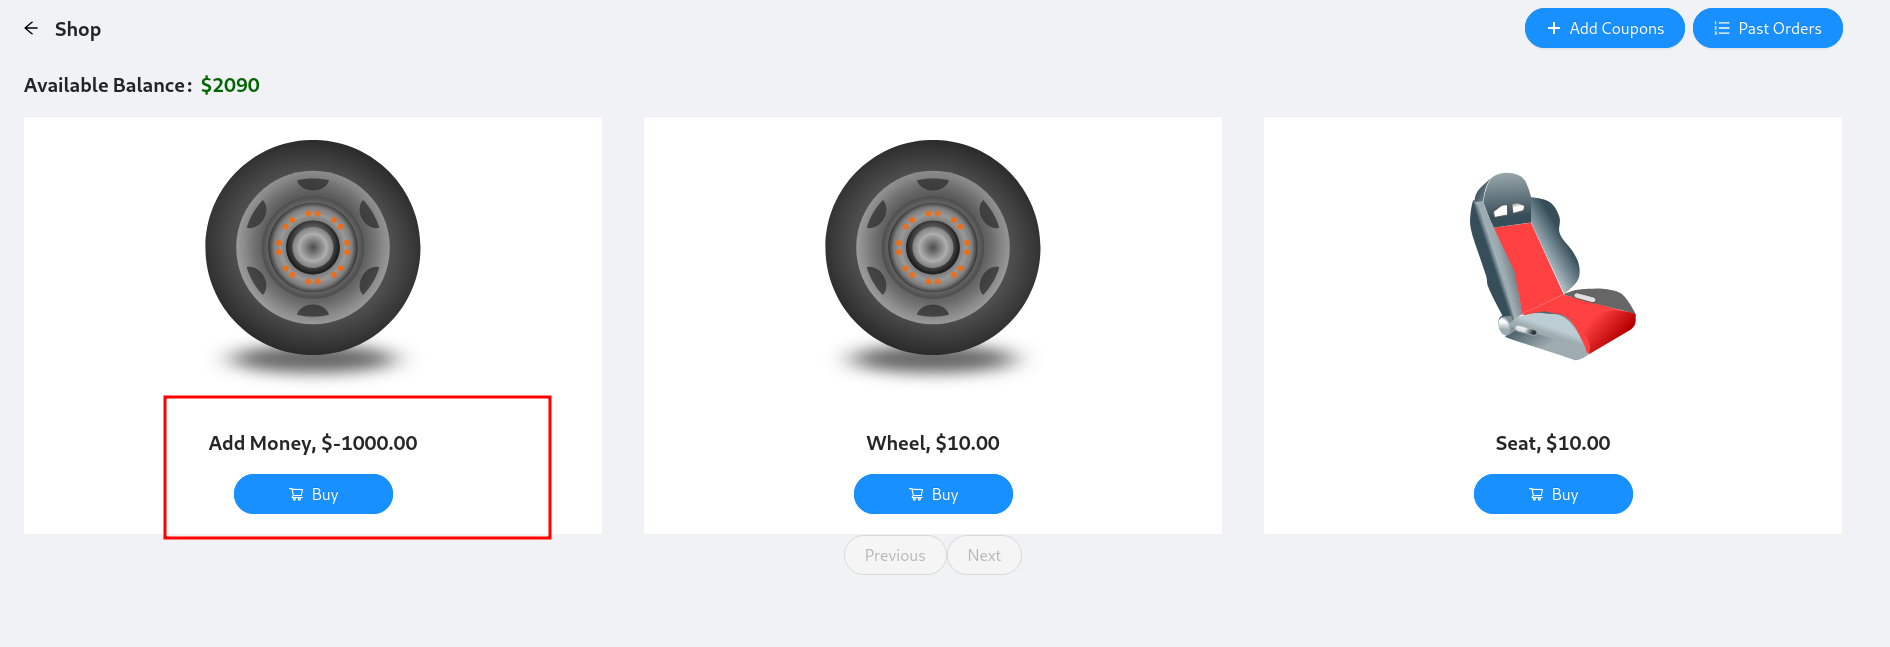 Shop
Add Coupons
Past Orders
Available Balance: $2090
Add Money, $-1000.00
Wheel, $10.00
Seat, $10.00
Buy
Buy
Buy
Previous
Next